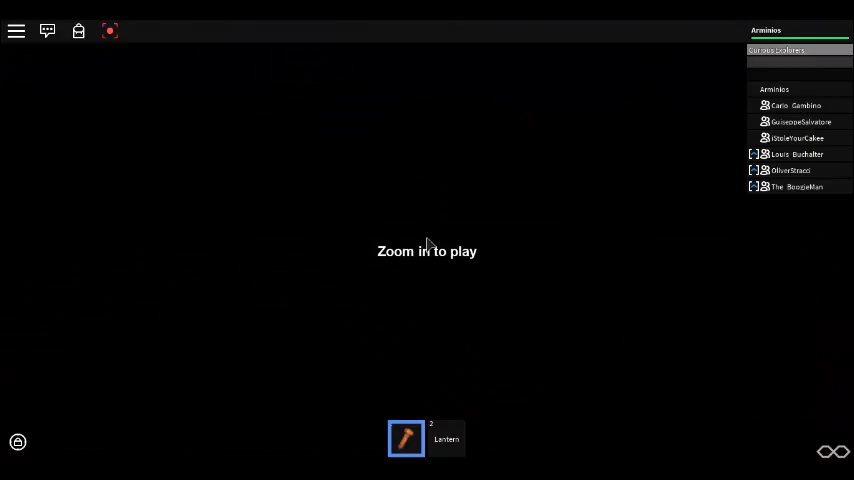 Arminios
Curious Explorers
Arminios
Carlo_Gambino
GuiseppeSalvatore
iStoleYourCakee
Louis_Buchalter
OliverStracci
The_BoogieMan
Zoom in to play
2
Lantern